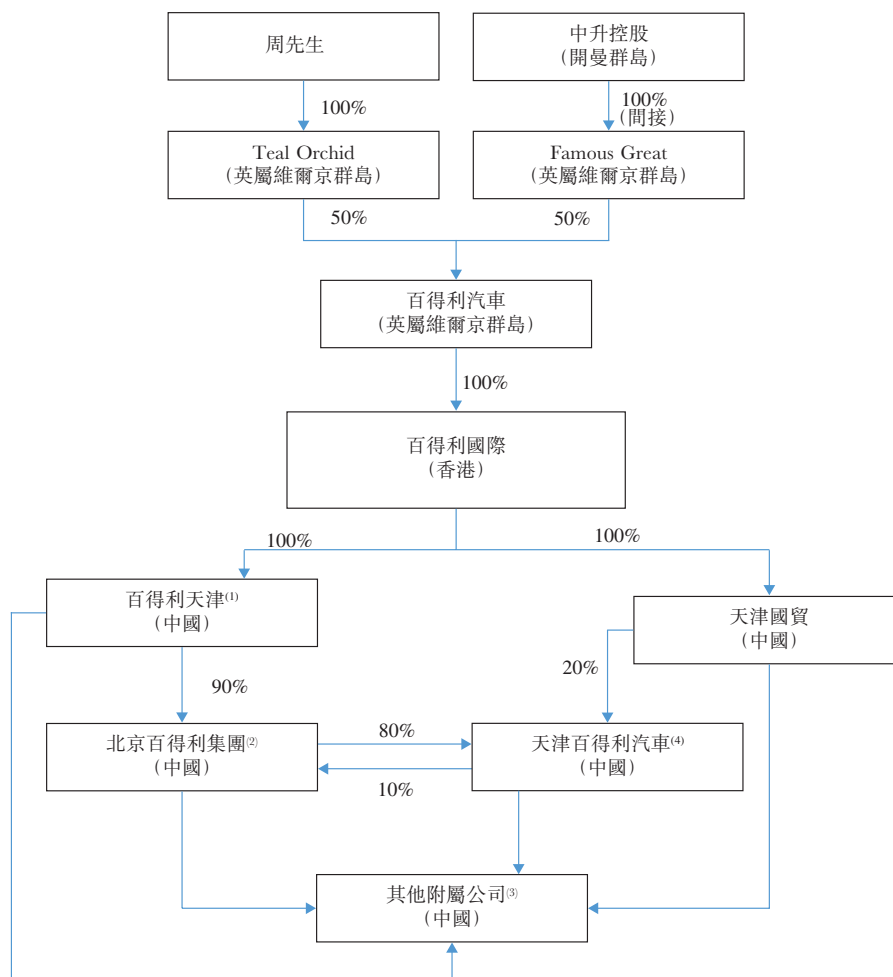 周先生
中升控股
（開曼群島）
100%
100%
（間接）
Teal Orchid
（英屬維爾京群島）
Famous Great
（英屬維爾京群島）
50%
50%
百得利汽車
（英屬維爾京群島）
100%
百得利國際
（香港）
100%
100%
百得利天津(1)
（中國）
天津國貿
（中國）
90%
20%
北京百得利集團(2)
（中國）
80%
10%
天津百得利汽車(4)
（中國）
其他附屬公司(3)
（中國）